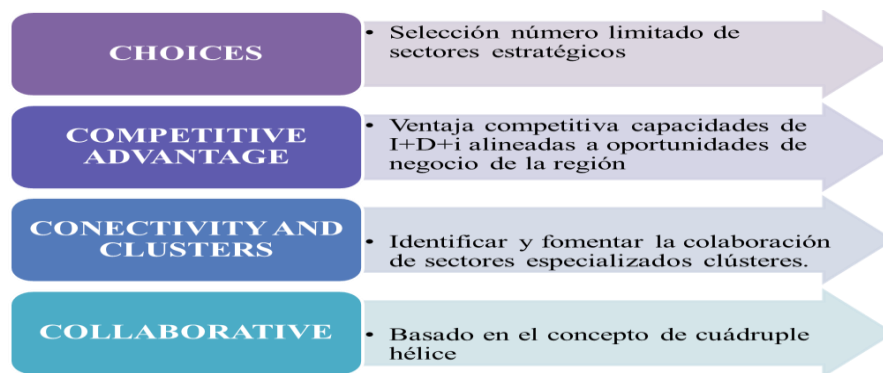 CHOICES
• Selección número limitado de
sectores estratégicos
COMPETITIVE
ADVANTAGE
• Ventaja competitiva capacidades de
I+D+i alineadas a oportunidades de
negocio de la región
CONECTIVITY AND
CLUSTERS
• Identificar y fomentar la colaboración
de sectores especializados clústeres.
COLLABORATIVE
• Basado en el concepto de cuádruple
hélice